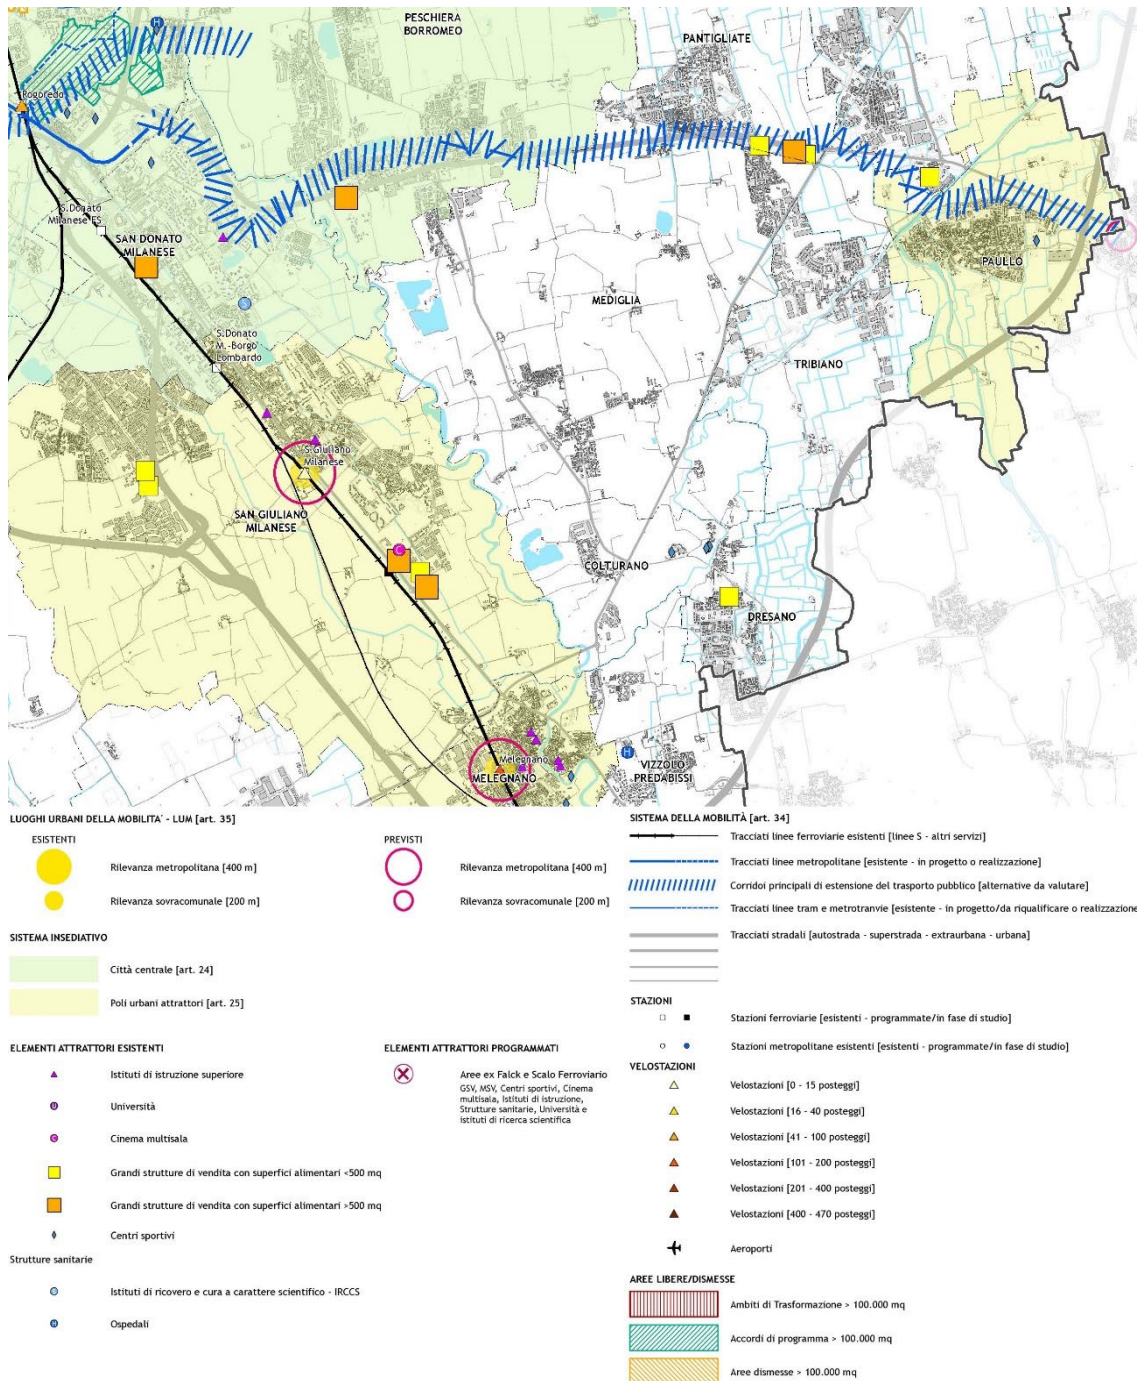 PESCHIERA
BORROMEO
PANTIGLIATE
Rogoredo
S.Donato
Milanese FS
SAN DONATO
MILANESE
PAULLO
MEDIGLIA
S.Donato
M.-Borgo
Lombardo
TRIBIANO
S.Giuliano
Milanese
SAN GIULIANO
MILANESE
COLTURANO
DRESANO
Melegnano
MELEGNANO
VIZZOLO
PREDABISSI
H
S
C
H
LUOGHI URBANI DELLA MOBILITA´ - LUM [art. 35]
ESISTENTI
Rilevanza metropolitana [400 m]
Rilevanza sovracomunale [200 m]
PREVISTI
Rilevanza metropolitana [400 m]
Rilevanza sovracomunale [200 m]
SISTEMA INSEDIATIVO
Città centrale [art. 24]
Poli urbani attrattori [art. 25]
ELEMENTI ATTRATTORI ESISTENTI
Istituti di istruzione superiore
U Università
C Cinema multisala
Grandi strutture di vendita con superfici alimentari <500 mq
Grandi strutture di vendita con superfici alimentari >500 mq
Centri sportivi
Strutture sanitarie
Istituti di ricovero e cura a carattere scientifico - IRCCS
H Ospedali
ELEMENTI ATTRATTORI PROGRAMMATI
Aree ex Falck e Scalo Ferroviario
GSV, MSV, Centri sportivi, Cinema
multisala, Istituti di istruzione,
Strutture sanitarie, Università e
istituti di ricerca scientifica
SISTEMA DELLA MOBILITÀ [art. 34]
Tracciati linee ferroviarie esistenti [linee S - altri servizi]
Tracciati linee metropolitane [esistente - in progetto o realizzazione]
Corridoi principali di estensione del trasporto pubblico [alternative da valutare]
Tracciati linee tram e metrotranvie [esistente - in progetto/da riqualificare o realizzazione
Tracciati stradali [autostrada - superstrada - extraurbana - urbana]
STAZIONI
Stazioni ferroviarie [esistenti - programmate/in fase di studio]
Stazioni metropolitane esistenti [esistenti - programmate/in fase di studio]
VELOSTAZIONI
Velostazioni [0 - 15 posteggi]
Velostazioni [16 - 40 posteggi]
Velostazioni [41 - 100 posteggi]
Velostazioni [101 - 200 posteggi]
Velostazioni [201 - 400 posteggi]
Velostazioni [400 - 470 posteggi]
Aeroporti
AREE LIBERE/DISMESSE
Ambiti di Trasformazione > 100.000 mq
Accordi di programma > 100.000 mq
Aree dismesse > 100.000 mq